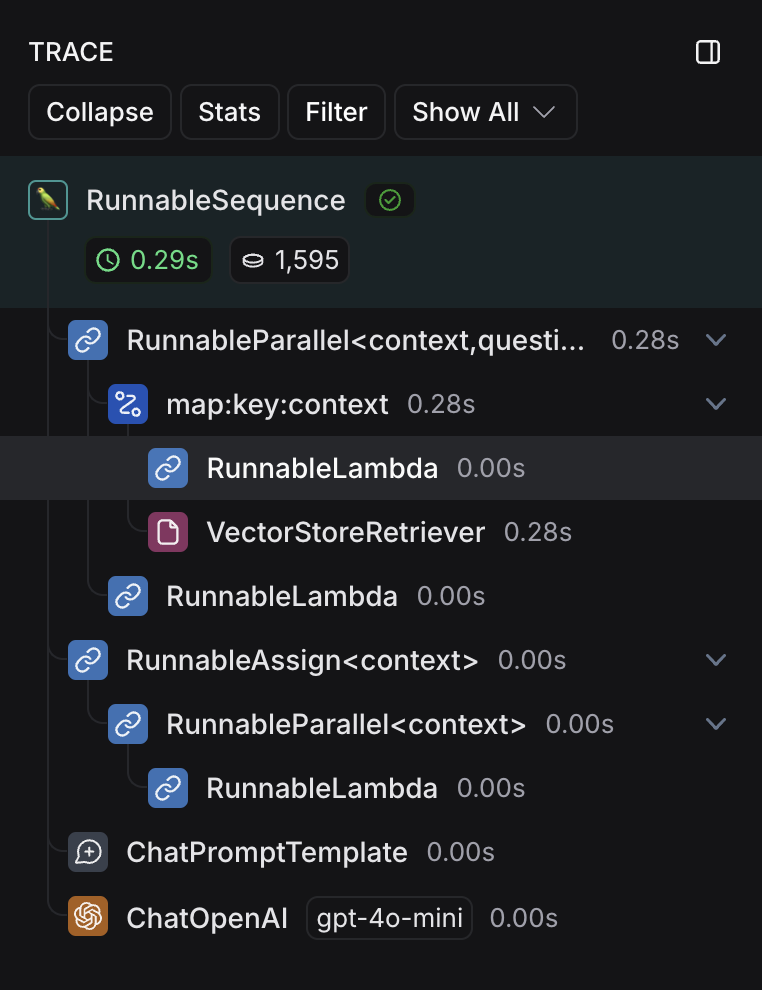 TRACE
Collapse Stats Filter Show All
RunnableSequence
0.29s 1,595
RunnableParallel<context,questi... 0.28s
map:key:context 0.28s
RunnableLambda 0.00s
VectorStoreRetriever 0.28s
RunnableLambda 0.00s
RunnableAssign<context> 0.00s
RunnableParallel<context> 0.00s
RunnableLambda 0.00s
ChatPromptTemplate 0.00s
ChatOpenAI gpt-4o-mini 0.00s